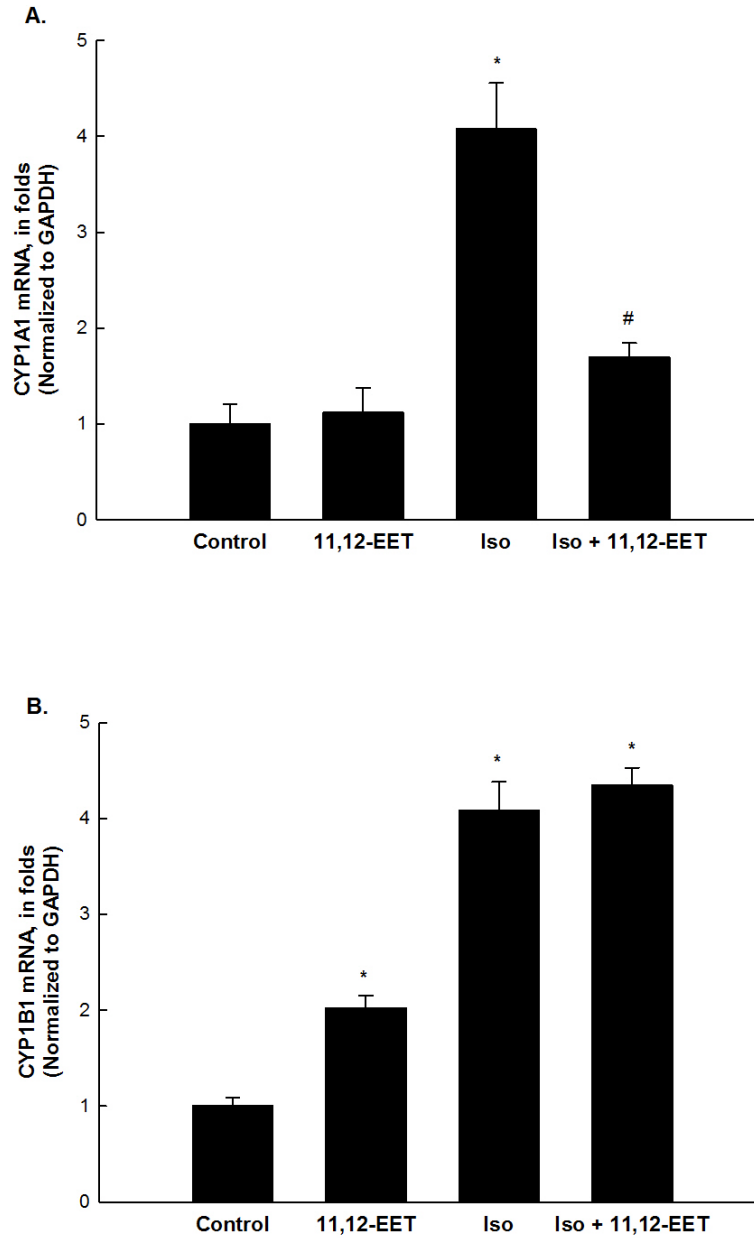 A.
CYP1A1 mRNA, in folds
(Normalized to GAPDH)
5
4
3
2
1
0
*
#
Control 11,12-EET Iso Iso + 11,12-EET
B.
CYP1B1 mRNA, in folds
(Normalized to GAPDH)
5
4
3
2
1
0
*
*
*
Control 11,12-EET Iso Iso + 11,12-EET